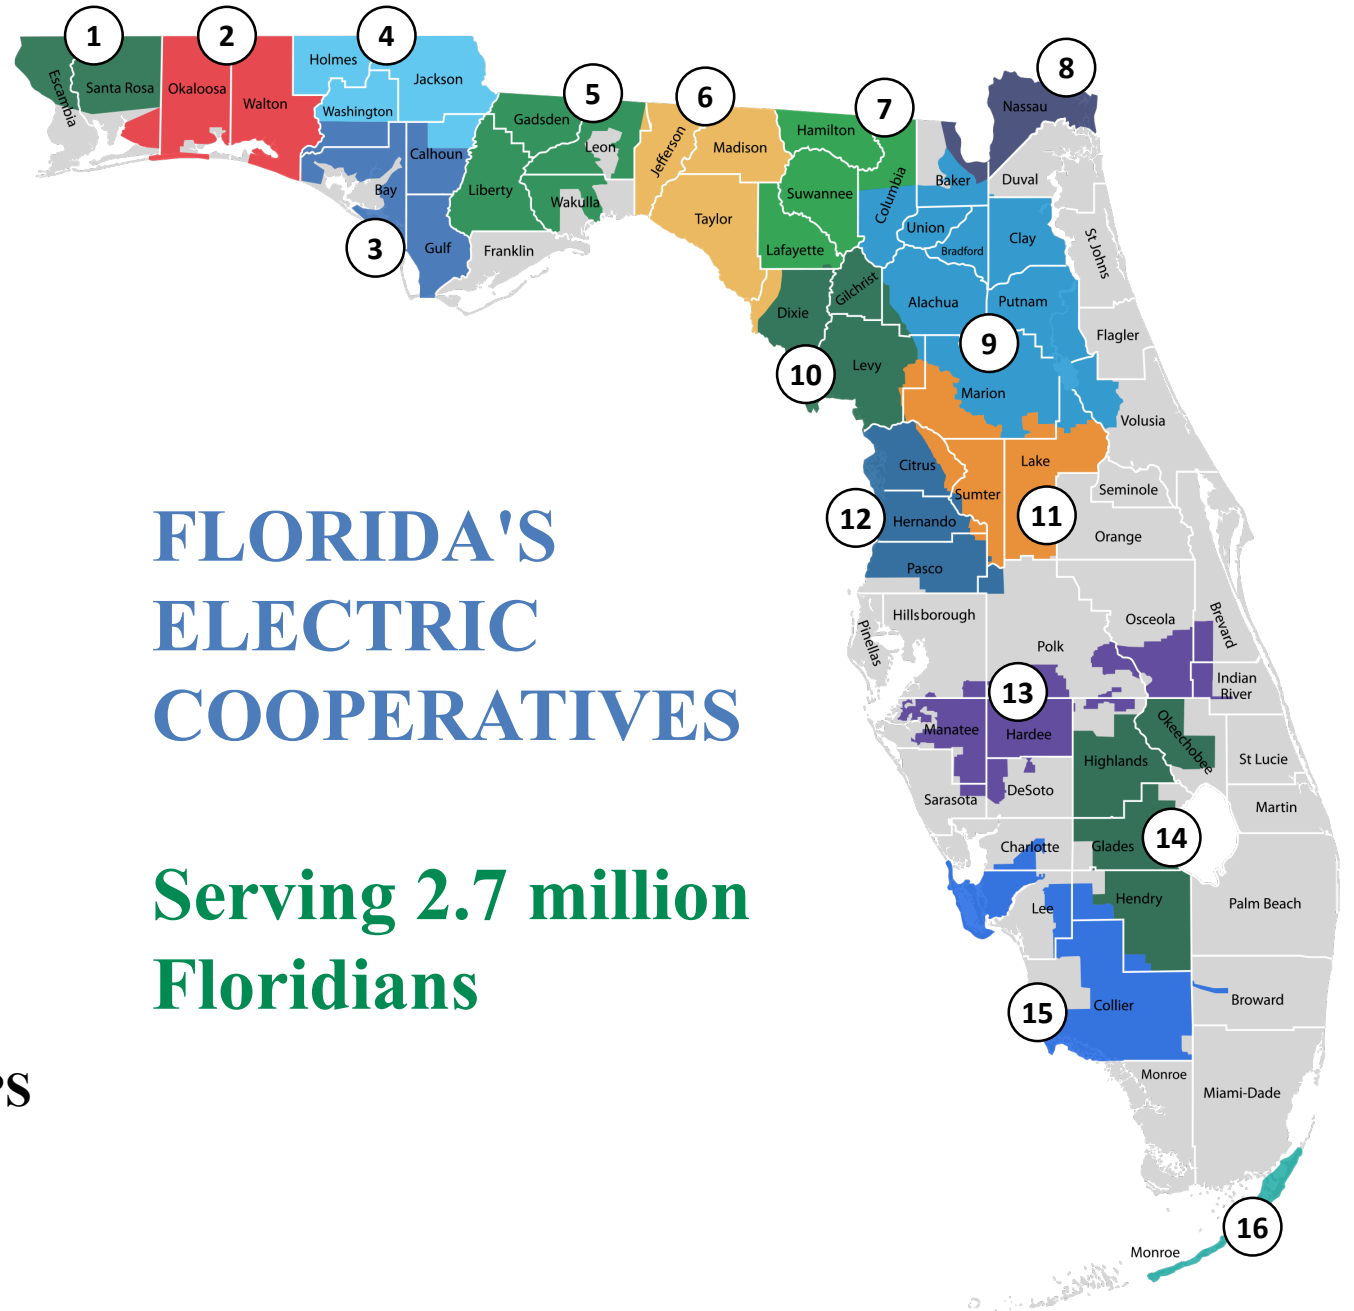 1
2
4
8
Holmes
Jackson
Escambia
Santa Rosa
Okaloosa
Walton
Washington
5
6
7
Nassau
Gadsden
Leon
Jefferson
Madison
Hamilton
Calhoun
Bay
Liberty
Wakulla
Suwannee
Columbia
Baker
Duval
3
Gulf
Franklin
Taylor
Lafayette
Union
Bradford
Clay
St Johns
Dixie
Gilchrist
Alachua
Putnam
Flagler
10
Levy
9
Marion
Volusia
Citrus
Lake
Sumter
Seminole
12
Hernando
11
Orange
Pasco
FLORIDA'S
ELECTRIC
COOPERATIVES
Hillsborough
Pinellas
Polk
Osceola
Brevard
13
Indian
River
Manatee
Hardee
Highlands
Okeechobee
St Lucie
Sarasota
DeSoto
Martin
Charlotte
Glades
14
Serving 2.7 million
Floridians
Lee
Hendry
Palm Beach
15
Collier
Broward
PS
Monroe
Miami-Dade
16
Monroe